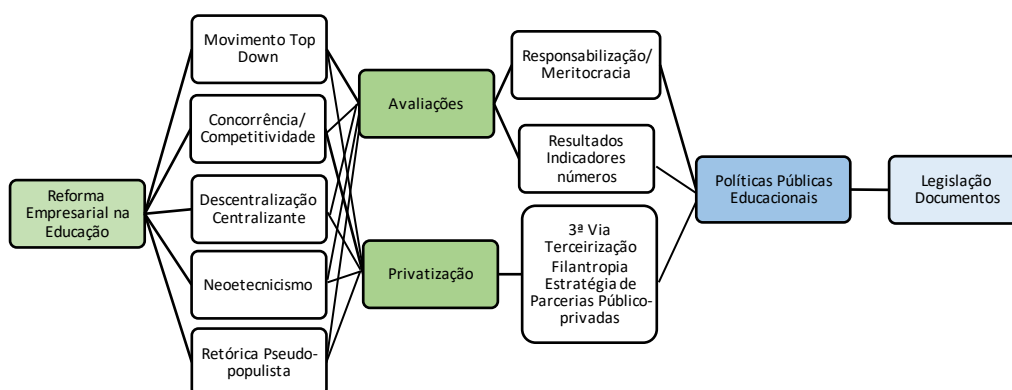 Reforma
Empresarial na
Educação
Movimento Top
Down
Concorrência/
Competitividade
Descentralização
Centralizante
Neoetecnicismo
Retórica Pseudo-
populista
Avaliações
Privatização
Responsabilização/
Meritocracia
Resultados
Indicadores
números
3ª Via
Terceirização
Filantropia
Estratégia de
Parcerias Público-
privadas
Políticas Públicas
Educacionais
Legislação
Documentos